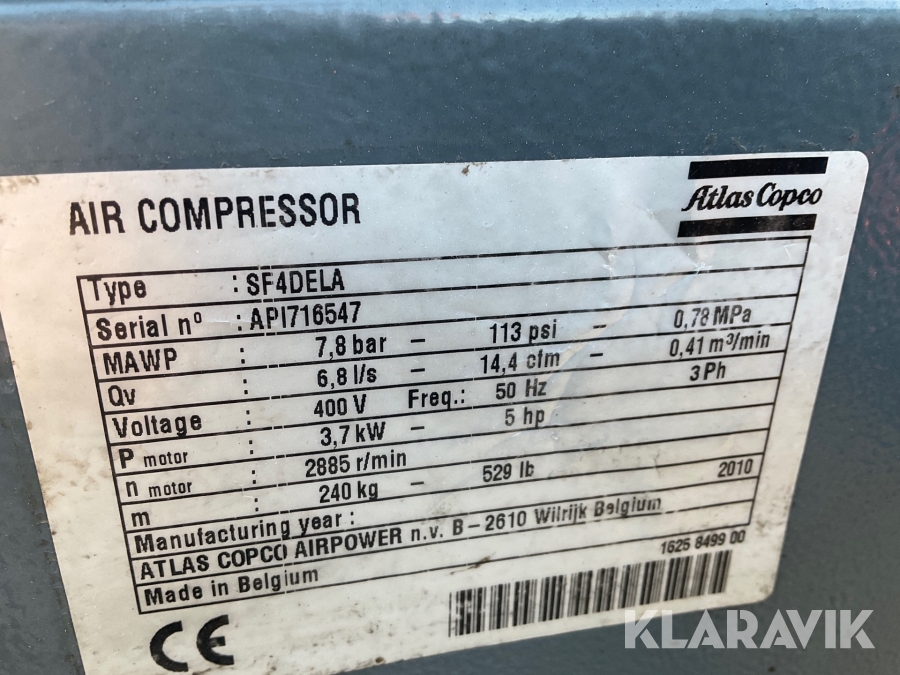 AIR COMPRESSOR
Atlas Copco
Type : SF4DELA
Serial nº : API716547
MAWP : 7,8 bar – 113 psi – 0,78 MPa
Qv : 6,8 l/s – 14,4 cfm – 0,41 m³/min
Voltage : 400 V Freq.: 50 Hz 3 Ph
P motor : 3,7 kW – 5 hp
n motor : 2885 r/min
m : 240 kg – 529 lb
Manufacturing year : 2010
ATLAS COPCO AIRPOWER n.v. B – 2610 Wilrijk Belgium
Made in Belgium
1625 8499 00
CE
KLARAVIK